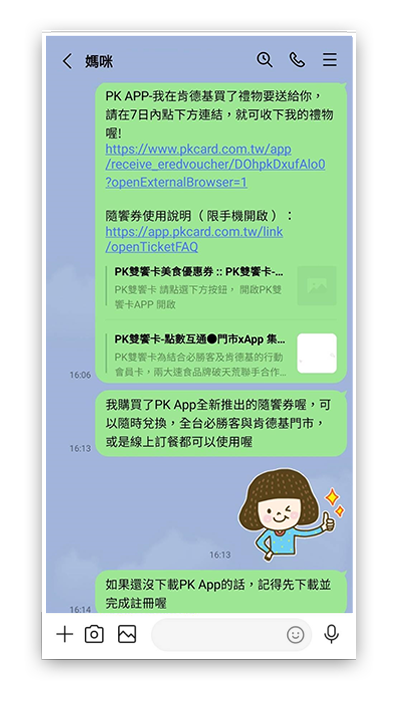 媽咪
PK APP-我在肯德基買了禮物要送給你，
請在7日內點下方連結，就可收下我的禮物
喔!
https://www.pkcard.com.tw/app
/receive_eredvoucher/DOhpkDxufAIo0
?openExternalBrowser=1
隨饗券使用說明（限手機開啟）：
https://app.pkcard.com.tw/link
/openTicketFAQ
PK雙饗卡美食優惠券 :: PK雙饗卡-...
PK雙饗卡 請點選下方按鈕， 開啟PK雙
饗卡APP 開啟
PK雙饗卡-點數互通●門市xApp 集...
PK雙饗卡為結合必勝客及肯德基的行動
會員卡，兩大速食品牌破天荒聯手合作...
16:06
我購買了PK App全新推出的隨饗券喔，可
以隨時兌換，全台必勝客與肯德基門市，
或是線上訂餐都可以使用喔
16:13
16:13
如果還沒下載PK App的話，記得先下載並
完成註冊喔
16:14